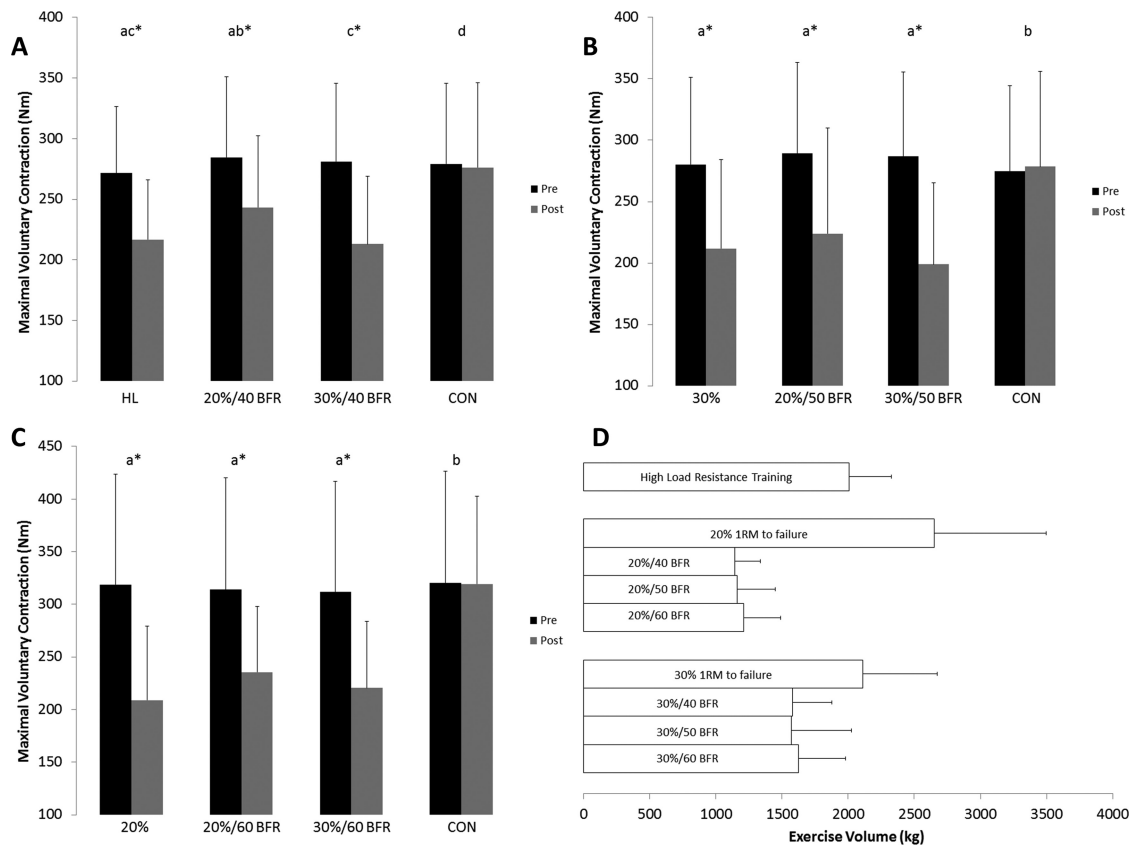 A
ac*
ab*
c*
d
400
350
300
250
200
150
100
Maximal Voluntary Contraction (Nm)
HL
20%/40 BFR
30%/40 BFR
CON
Pre
Post
B
a*
a*
a*
b
400
350
300
250
200
150
100
Maximal Voluntary Contraction (Nm)
30%
20%/50 BFR
30%/50 BFR
CON
Pre
Post
C
a*
a*
a*
b
450
400
350
300
250
200
150
100
Maximal Voluntary Contraction (Nm)
20%
20%/60 BFR
30%/60 BFR
CON
Pre
Post
D
High Load Resistance Training
20% 1RM to failure
20%/40 BFR
20%/50 BFR
20%/60 BFR
30% 1RM to failure
30%/40 BFR
30%/50 BFR
30%/60 BFR
0
500
1000
1500
2000
2500
3000
3500
4000
Exercise Volume (kg)